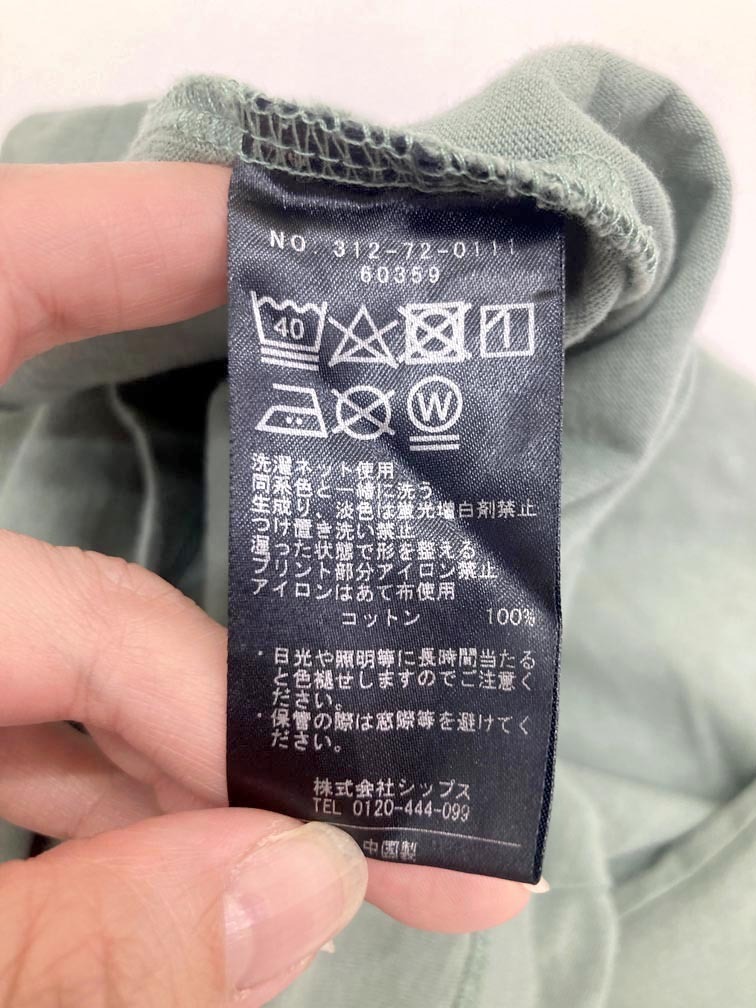 NO. 312-72-0111
60359
40
W
洗濯ネット使用
同系色と一緒に洗う
生成り、淡色は蛍光増白剤禁止
つけ置き洗い禁止
湿った状態で形を整える
プリント部分アイロン禁止
アイロンはあて布使用
コットン 100%
・日光や照明等に長時間当たる
と色褪せしますのでご注意く
ださい。
・保管の際は窓際等を避けてく
ださい。
株式会社シップス
TEL 0120-444-099
中国製